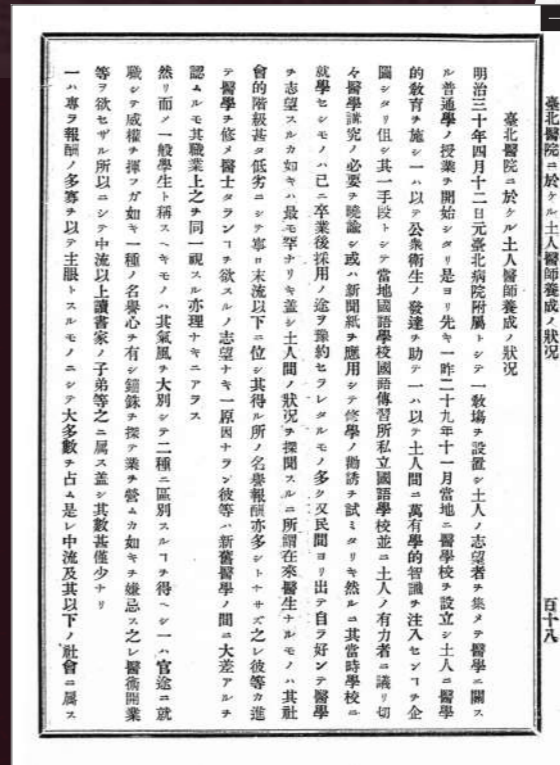 臺北醫院ニ於ケル土人醫師養成ノ狀況
百十八
臺北醫院ニ於ケル土人醫師養成ノ狀況
明治三十年四月十二日元臺北病院附屬トシテ一敎塲ヲ設置シ土人ノ志望者ヲ集メテ醫學ニ關ス
ル普通學ノ授業ヲ開始シタリ是ヨリ先キ一昨二十九年十一月當地ニ醫學校ヲ設立シ土人ニ醫學
的敎育ヲ施シ一ハ以テ公衆衞生ノ發達ヲ助テ一ハ以テ土人間ニ萬有學的智識ヲ注入センヿヲ企
圖シタリ但シ其一手段トシテ當地國語學校國語傳習所私立國語學校並ニ土人ノ有力者ニ議リ切
々醫學講究ノ必要ヲ曉諭シ或ハ新聞紙ヲ應用シテ修學ノ勸誘ヲ試ミタリキ然ルニ其當時學校ニ
就學セシモノハ已ニ卒業後採用ノ途ヲ豫約セラレタルモノ多ク又民間ヨリ出テ自ラ好ンテ醫學
ヲ志望スルカ如キハ最モ罕ナリキ蓋シ土人間ノ狀況ヲ探聞スルニ所謂在來醫生ナルモノハ其社
會的階級甚タ低劣ニシテ寧ロ末流以下ニ位シ其得ル所ノ名譽報酬亦多シトナサズ之レ彼等カ進
テ醫學ヲ修メ醫士タランヿヲ欲スルノ志望ナキ一原因ナラン彼等ハ新舊醫學ノ間ニ大差アルヲ
認ムルモ其職業上之ヲ同一視スル亦理ナキニアラス
然リ而メ一般學生ト稱スヘキモノハ其氣風ヲ大別シテ二種ニ區別スルヿヲ得ヘシ一ハ官途ニ就
職シテ威權ヲ揮フガ如キ一種ノ名譽心ヲ有シ錙銖ヲ探テ業ヲ營ムカ如キヲ嫌忌ス之レ醫術開業
等ヲ欲セザル所以ニシテ中流以上讀書家ノ子弟等之ニ属ス蓋シ其數甚僅少ナリ
一ハ專ヲ報酬ノ多寡ヲ以テ主眼トスルモノニシテ大多數ヲ占ム是レ中流及其以下ノ社會ニ属ス